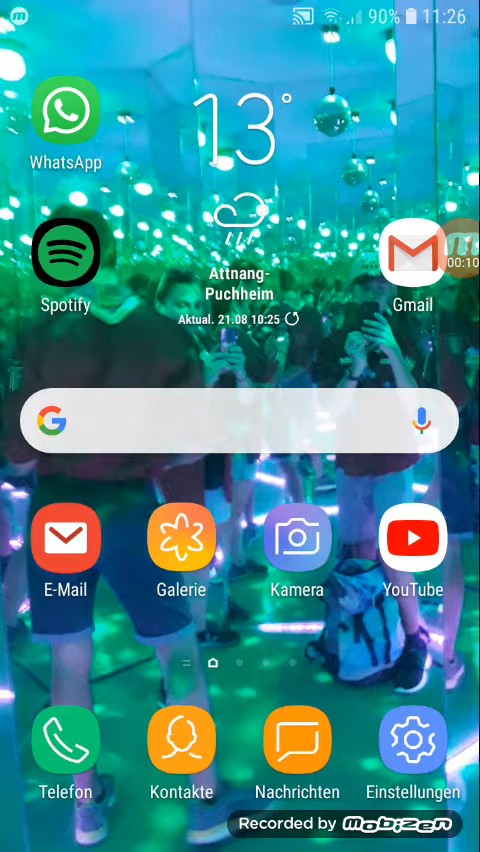 90% 11:26
13°
WhatsApp
Attnang-
Puchheim
Aktual. 21.08 10:25
Spotify
Gmail
00:10
E-Mail
Galerie
Kamera
YouTube
Telefon
Kontakte
Nachrichten
Einstellungen
Recorded by Mobizen